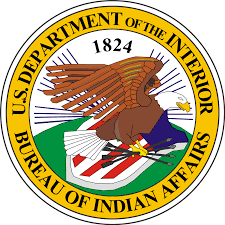 U.S. DEPARTMENT OF THE INTERIOR
1824
BUREAU OF INDIAN AFFAIRS